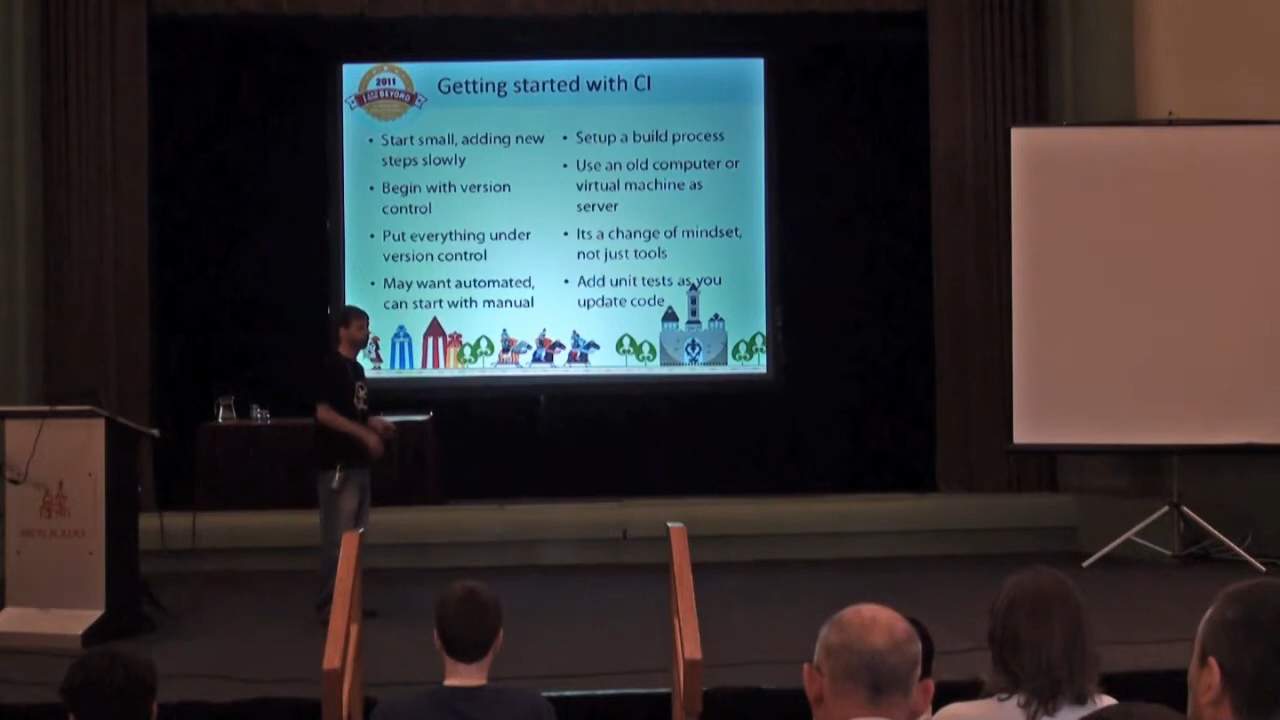 2011
BEYOND
Getting started with CI
• Start small, adding new
steps slowly
• Begin with version
control
• Put everything under
version control
• May want automated,
can start with manual
• Setup a build process
• Use an old computer or
virtual machine as
server
• Its a change of mindset,
not just tools
• Add unit tests as you
update code